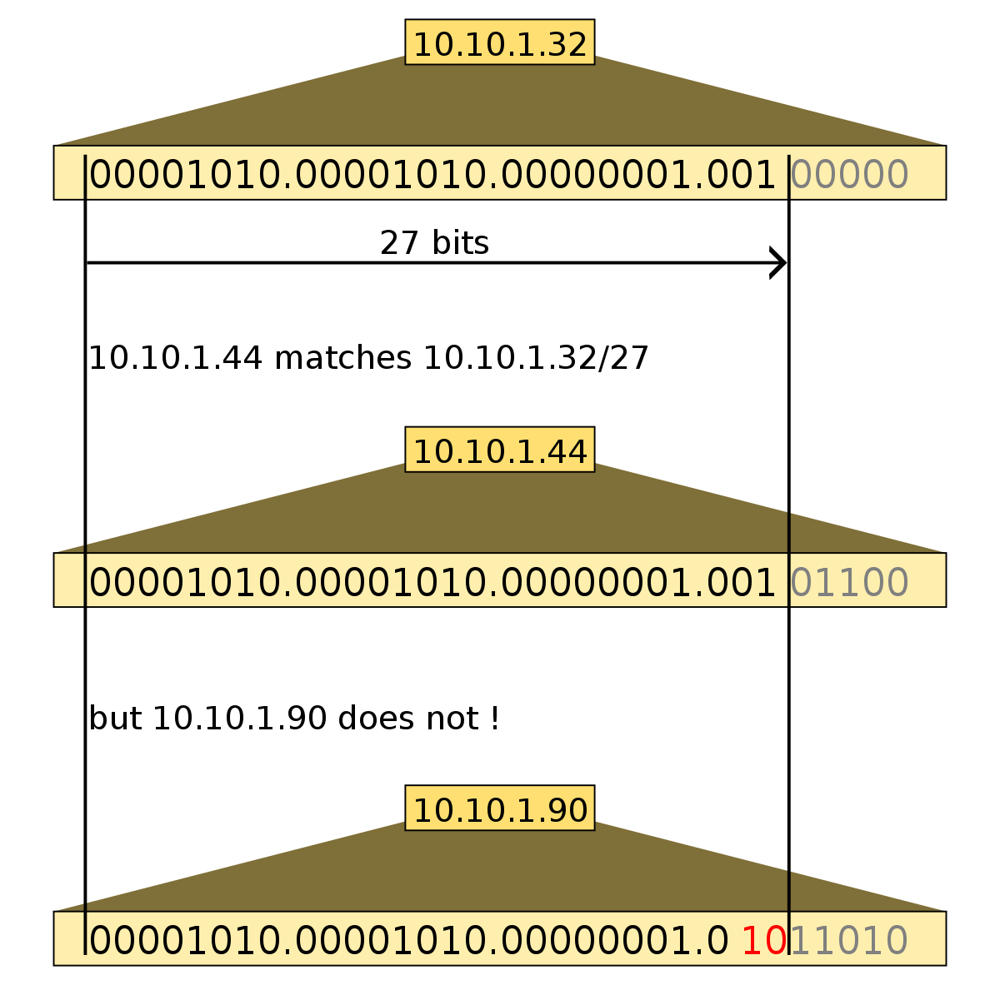 10.10.1.32
00001010.00001010.00000001.001 00000
27 bits
10.10.1.44 matches 10.10.1.32/27
10.10.1.44
00001010.00001010.00000001.001 01100
but 10.10.1.90 does not !
10.10.1.90
00001010.00001010.00000001.0 1011010